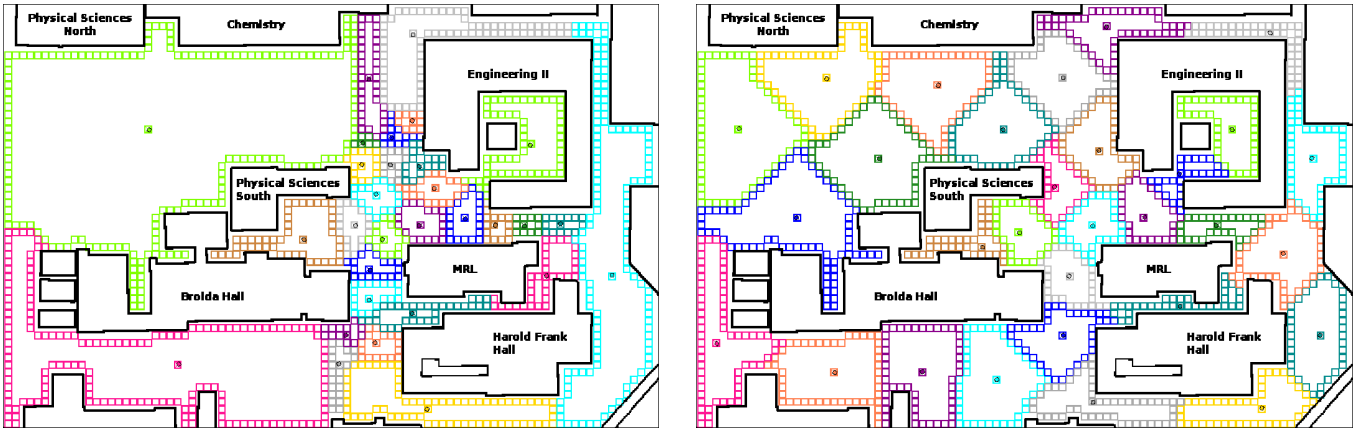 Physical Sciences
North
Chemistry
Engineering II
Physical Sciences
South
MRL
Broida Hall
Harold Frank
Hall
Physical Sciences
North
Chemistry
Engineering II
Physical Sciences
South
MRL
Broida Hall
Harold Frank
Hall